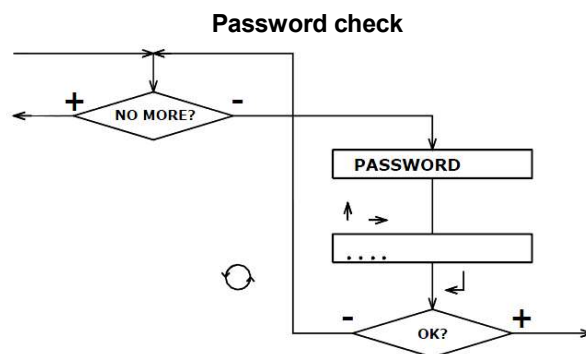 Password check
+
NO MORE?
-
PASSWORD
. . . .
-
OK?
+